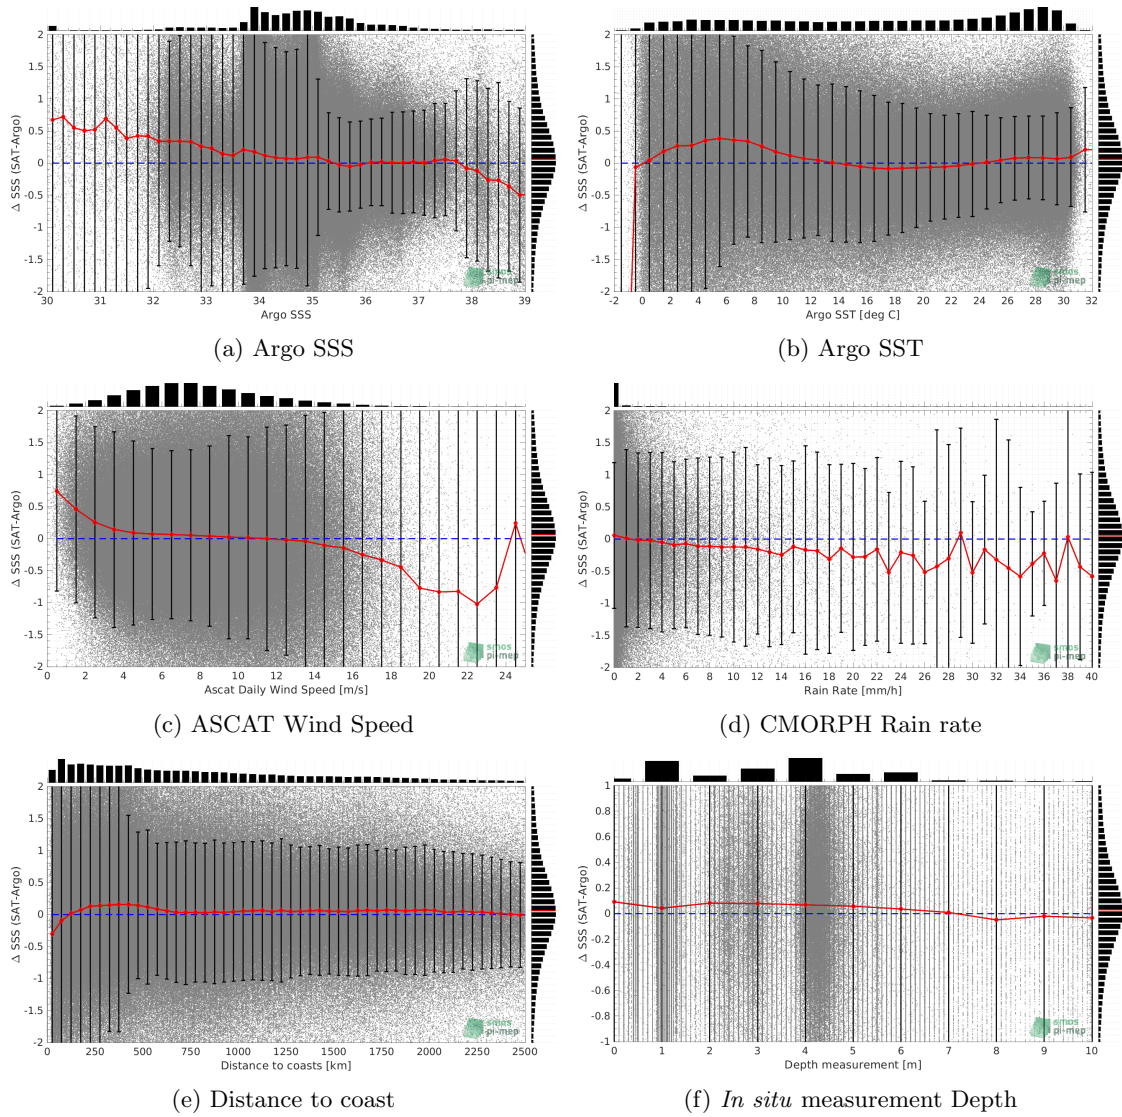 2
1.5
1
0.5
0
-0.5
-1
-1.5
-2
Δ SSS (SAT-Argo)
30 31 32 33 34 35 36 37 38 39
Argo SSS
smos
pi-mep
(a) Argo SSS
2
1.5
1
0.5
0
-0.5
-1
-1.5
-2
Δ SSS (SAT-Argo)
-2 0 2 4 6 8 10 12 14 16 18 20 22 24 26 28 30 32
Argo SST [deg C]
smos
pi-mep
(b) Argo SST
2
1.5
1
0.5
0
-0.5
-1
-1.5
-2
Δ SSS (SAT-Argo)
0 2 4 6 8 10 12 14 16 18 20 22 24
Ascat Daily Wind Speed [m/s]
smos
pi-mep
(c) ASCAT Wind Speed
2
1.5
1
0.5
0
-0.5
-1
-1.5
-2
Δ SSS (SAT-Argo)
0 2 4 6 8 10 12 14 16 18 20 22 24 26 28 30 32 34 36 38 40
Rain Rate [mm/h]
smos
pi-mep
(d) CMORPH Rain rate
2
1.5
1
0.5
0
-0.5
-1
-1.5
-2
Δ SSS (SAT-Argo)
0 250 500 750 1000 1250 1500 1750 2000 2250 2500
Distance to coasts [km]
smos
pi-mep
(e) Distance to coast
1
0.8
0.6
0.4
0.2
0
-0.2
-0.4
-0.6
-0.8
-1
Δ SSS (SAT-Argo)
0 1 2 3 4 5 6 7 8 9 10
Depth measurement [m]
smos
pi-mep
(f) In situ measurement Depth